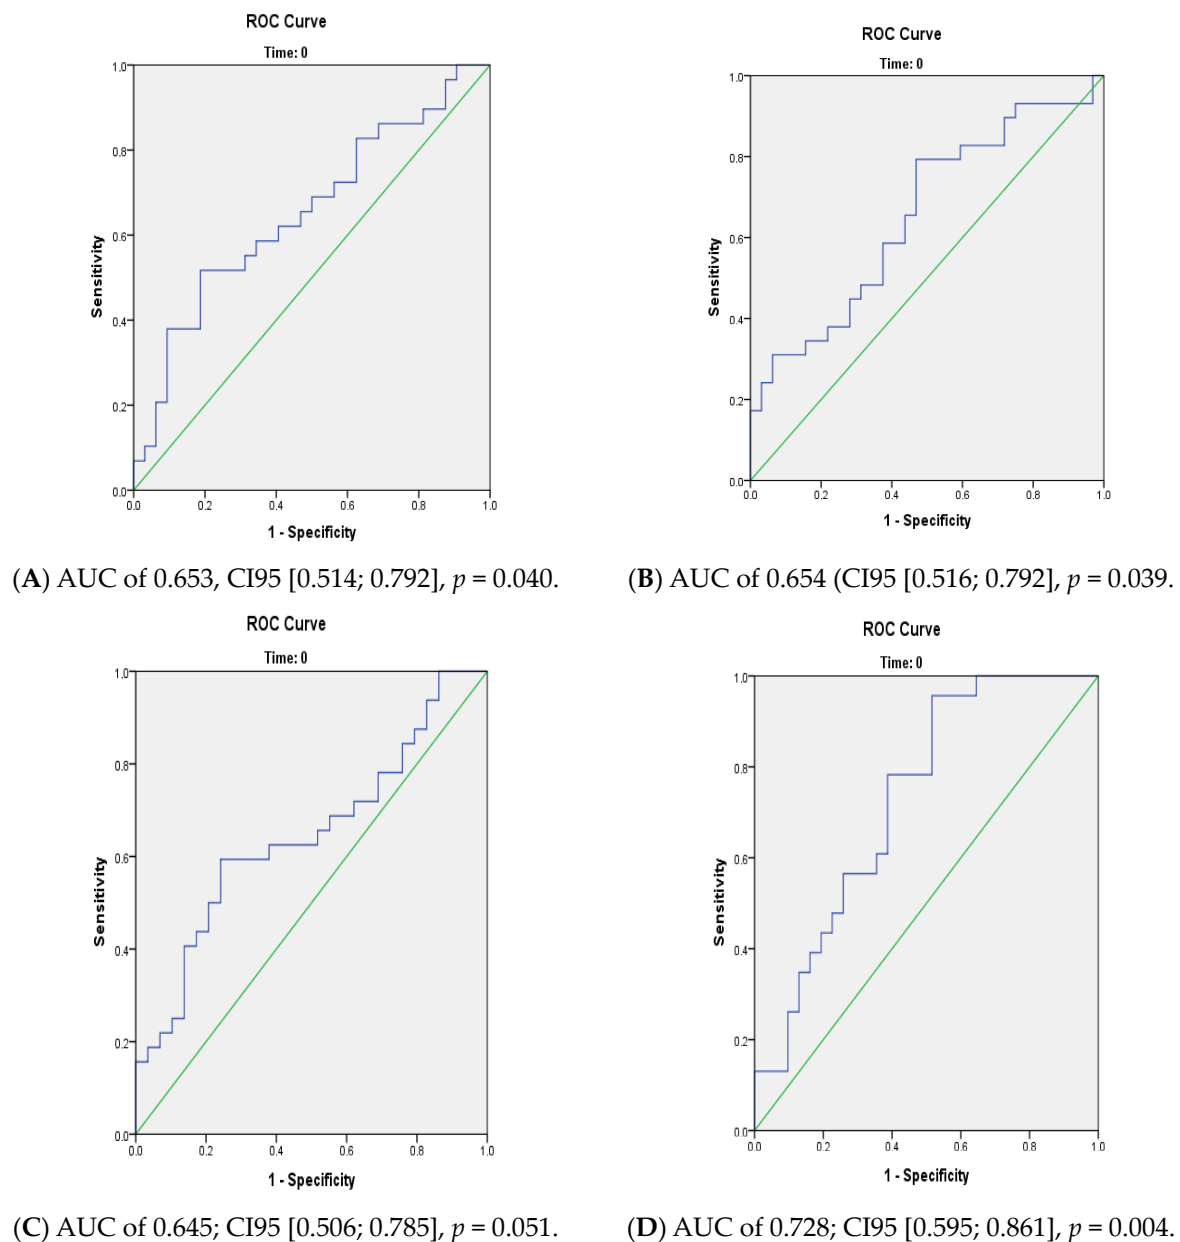 ROC Curve
Time: 0
1.0
0.8
0.6
0.4
0.2
0.0
Sensitivity
0.0 0.2 0.4 0.6 0.8 1.0
1 - Specificity
(A) AUC of 0.653, CI95 [0.514; 0.792], p = 0.040.
ROC Curve
Time: 0
1.0
0.8
0.6
0.4
0.2
0.0
Sensitivity
0.0 0.2 0.4 0.6 0.8 1.0
1 - Specificity
(B) AUC of 0.654 (CI95 [0.516; 0.792], p = 0.039.
ROC Curve
Time: 0
1.0
0.8
0.6
0.4
0.2
0.0
Sensitivity
0.0 0.2 0.4 0.6 0.8 1.0
1 - Specificity
(C) AUC of 0.645; CI95 [0.506; 0.785], p = 0.051.
ROC Curve
Time: 0
1.0
0.8
0.6
0.4
0.2
0.0
Sensitivity
0.0 0.2 0.4 0.6 0.8 1.0
1 - Specificity
(D) AUC of 0.728; CI95 [0.595; 0.861], p = 0.004.